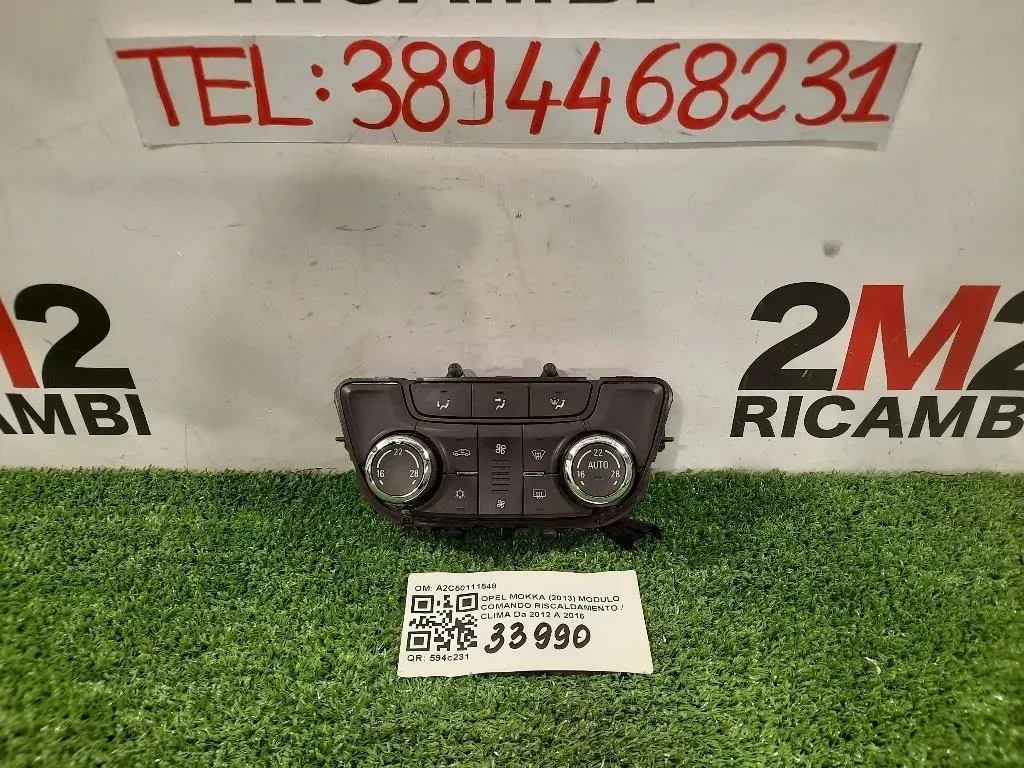 RICAMBI
TEL:3894468231
M2
AMBI
2M2
RICAMBI
22
16 28
22
AUTO
16 28
OM: A2C50111548
OPEL MOKKA (2013) MODULO
COMANDO RISCALDAMENTO /
CLIMA Da 2012 A 2016
33990
QR: 594c231